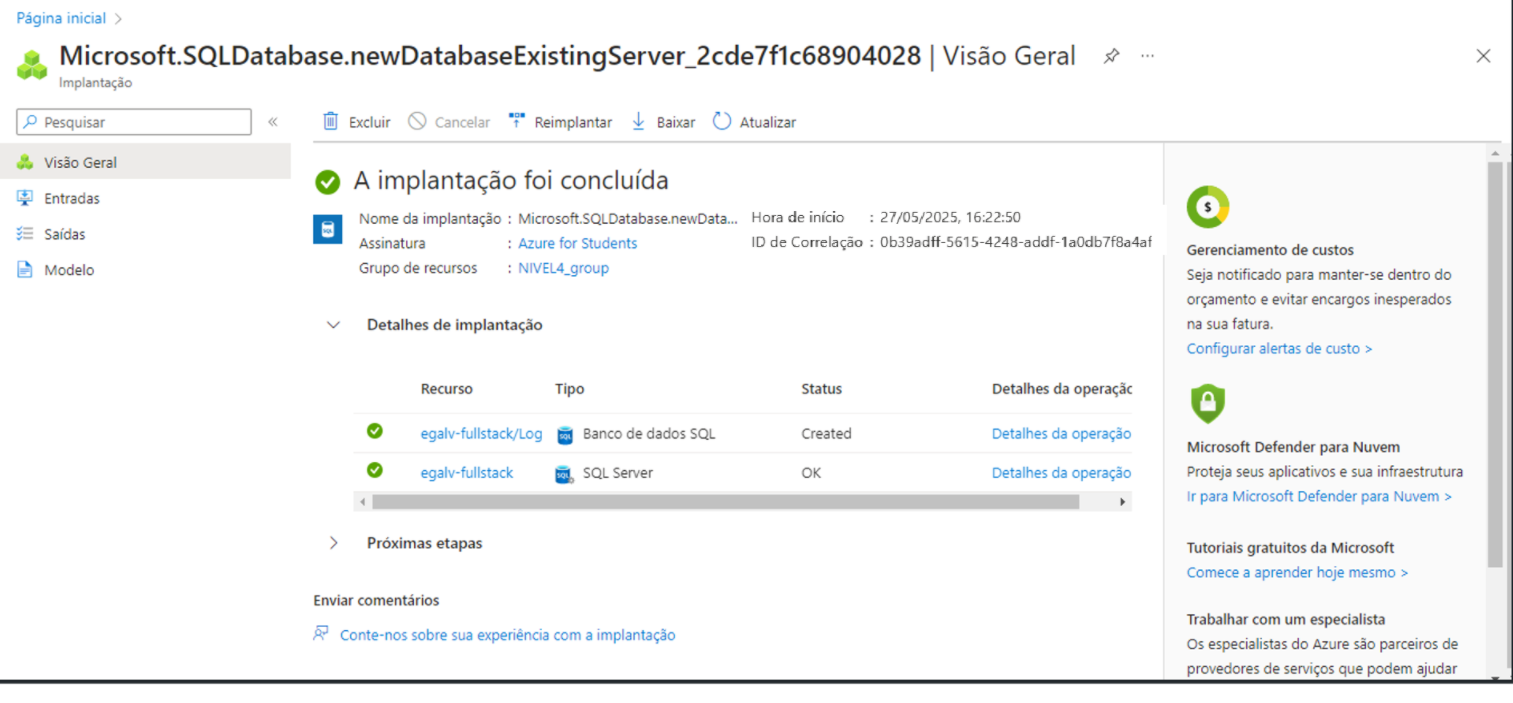 Página inicial >
Microsoft.SQLDatabase.newDatabaseExistingServer_2cde7f1c68904028 | Visão Geral ...
Implantação
Pesquisar «
Excluir Cancelar Reimplantar Baixar Atualizar
Visão Geral
Entradas
Saídas
Modelo
A implantação foi concluída
Nome da implantação : Microsoft.SQLDatabase.newData...
Assinatura : Azure for Students
Grupo de recursos : NIVEL4_group
Hora de início : 27/05/2025, 16:22:50
ID de Correlação : 0b39adff-5615-4248-addf-1a0db7f8a4af
Detalhes de implantação
Recurso Tipo Status Detalhes da operação
egalv-fullstack/Log Banco de dados SQL Created Detalhes da operação
egalv-fullstack SQL Server OK Detalhes da operação
Próximas etapas
Enviar comentários
Conte-nos sobre sua experiência com a implantação
Gerenciamento de custos
Seja notificado para manter-se dentro do
orçamento e evitar encargos inesperados
na sua fatura.
Configurar alertas de custo >
Microsoft Defender para Nuvem
Proteja seus aplicativos e sua infraestrutura
Ir para Microsoft Defender para Nuvem >
Tutoriais gratuitos da Microsoft
Comece a aprender hoje mesmo >
Trabalhar com um especialista
Os especialistas do Azure são parceiros de
provedores de serviços que podem ajudar